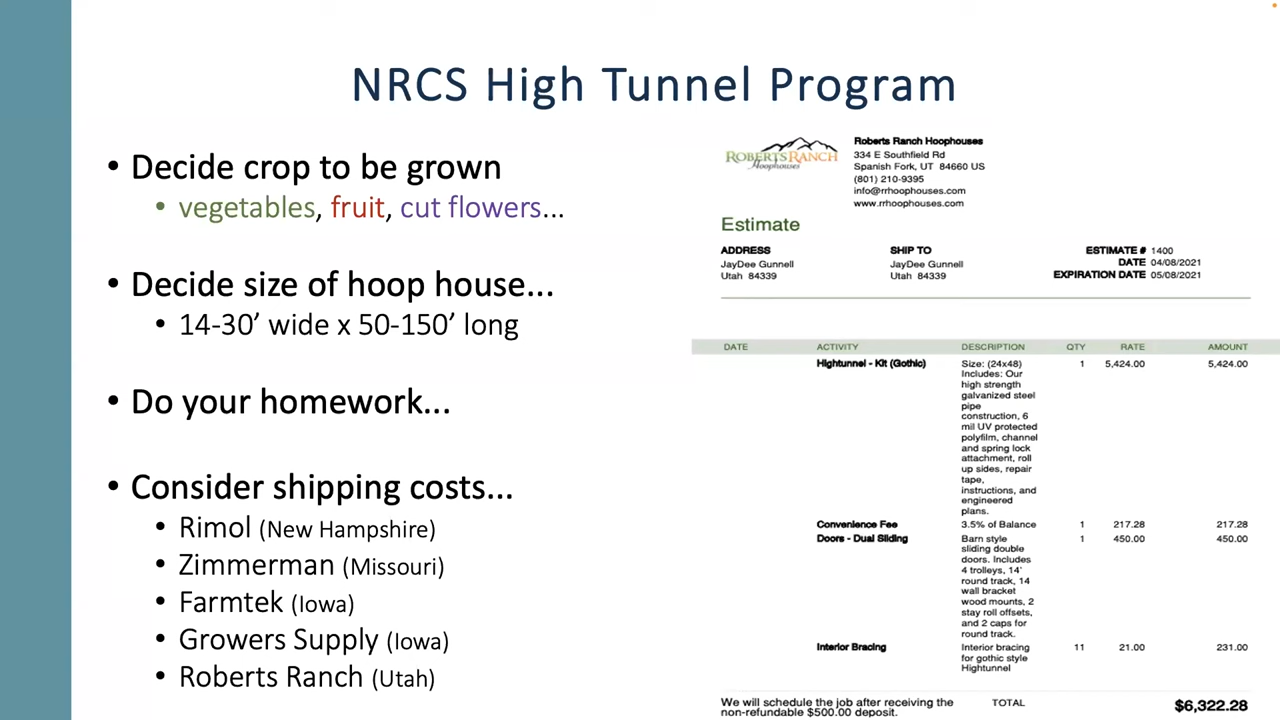 NRCS High Tunnel Program
• Decide crop to be grown
• vegetables, fruit, cut flowers...
• Decide size of hoop house...
• 14-30’ wide x 50-150’ long
• Do your homework...
• Consider shipping costs...
• Rimol (New Hampshire)
• Zimmerman (Missouri)
• Farmtek (Iowa)
• Growers Supply (Iowa)
• Roberts Ranch (Utah)
ROBERTS RANCH
Hoophouses
Roberts Ranch Hoophouses
334 E Southfield Rd
Spanish Fork, UT 84660 US
(801) 210-9395
info@rrhoophouses.com
www.rrhoophouses.com
Estimate
ADDRESS
JayDee Gunnell
Utah 84339
SHIP TO
JayDee Gunnell
Utah 84339
ESTIMATE # 1400
DATE 04/08/2021
EXPIRATION DATE 05/08/2021
DATE ACTIVITY DESCRIPTION QTY RATE AMOUNT
Hightunnel - Kit (Gothic) Size: (24x48) 1 5,424.00 5,424.00
Includes: Our
high strength
galvanized steel
pipe
construction, 6
mil UV protected
polyfilm, channel
and spring lock
attachment, roll
up sides, repair
tape,
instructions, and
engineered
plans.
Convenience Fee 3.5% of Balance 1 217.28 217.28
Doors - Dual Sliding Barn style 1 450.00 450.00
sliding double
doors. Includes
4 trolleys, 14'
round track, 14
wall bracket
wood mounts, 2
stay roll offsets,
and 2 caps for
round track.
Interior Bracing Interior bracing 11 21.00 231.00
for gothic style
Hightunnel
We will schedule the job after receiving the
non-refundable $500.00 deposit.
TOTAL $6,322.28